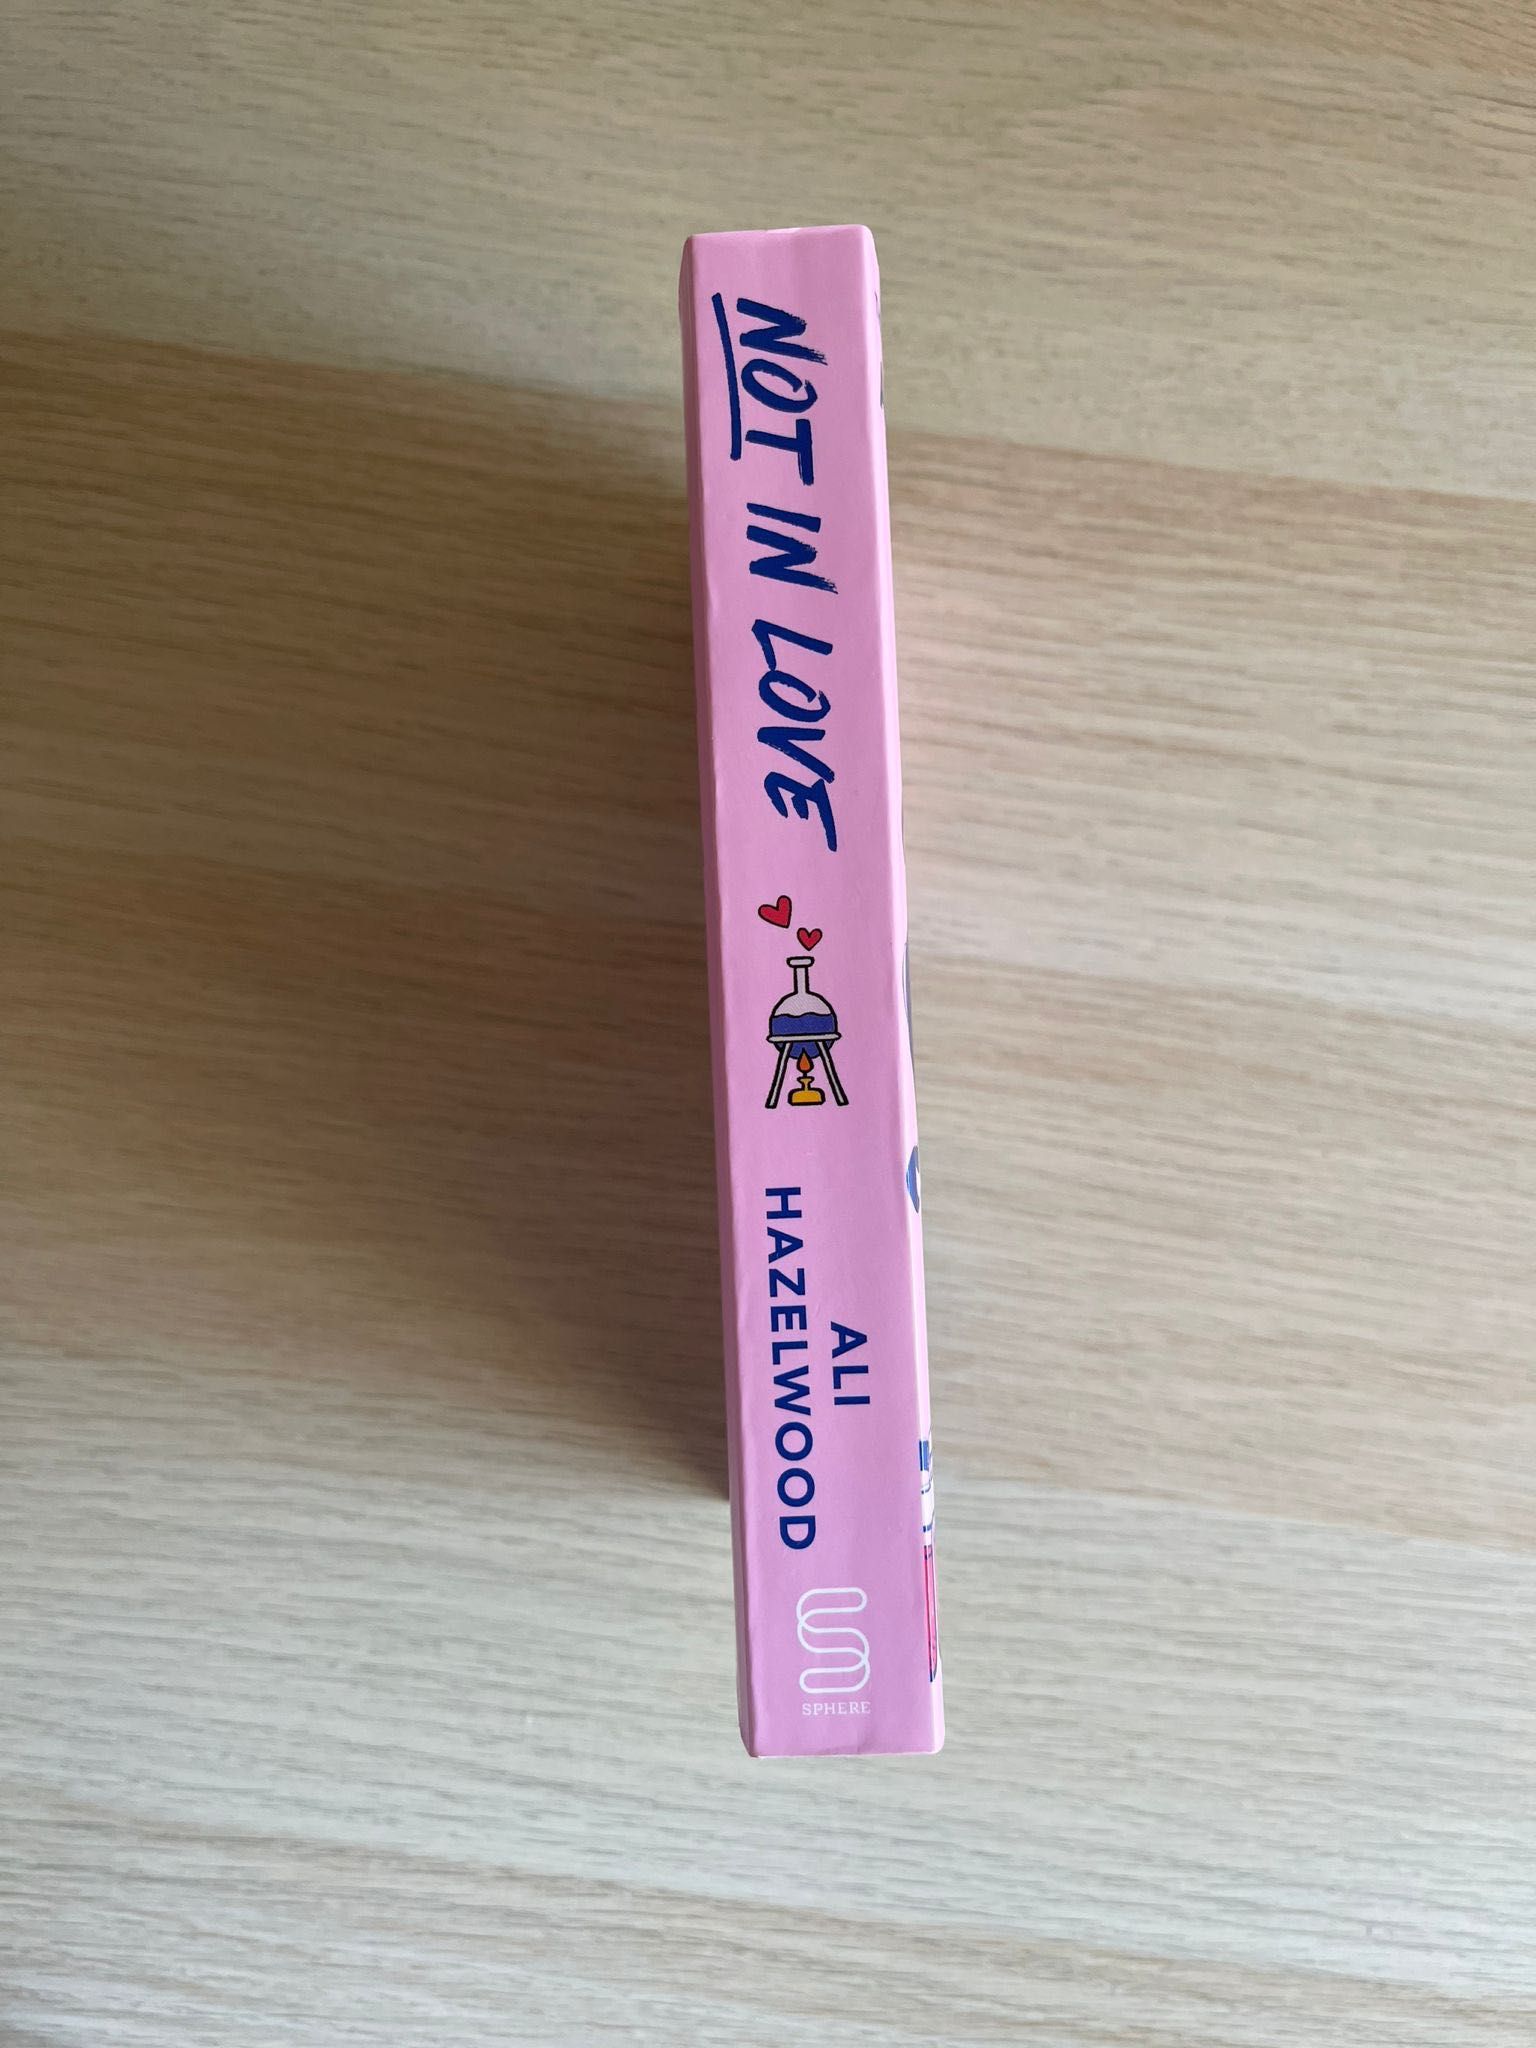 NOT IN LOVE
ALI
HAZELWOOD
SPHERE